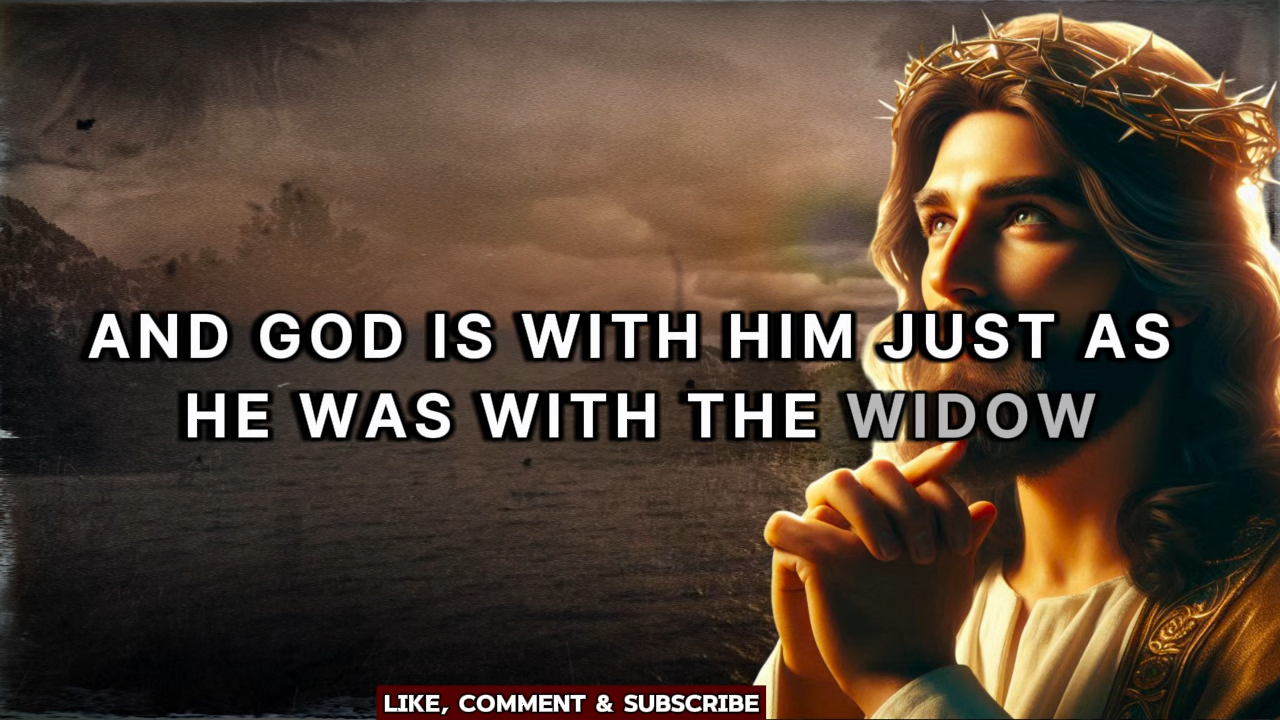 AND GOD IS WITH HIM JUST AS
HE WAS WITH THE WIDOW
LIKE, COMMENT & SUBSCRIBE